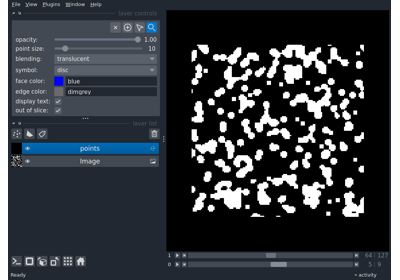 File View Plugins Window Help
layer controls
opacity: 1.00
point size: 10
blending: translucent
symbol: disc
face color: blue
edge color: dimgrey
display text:
out of slice:
layer list
points
Image
1 64 127
0 5 9
Ready activity